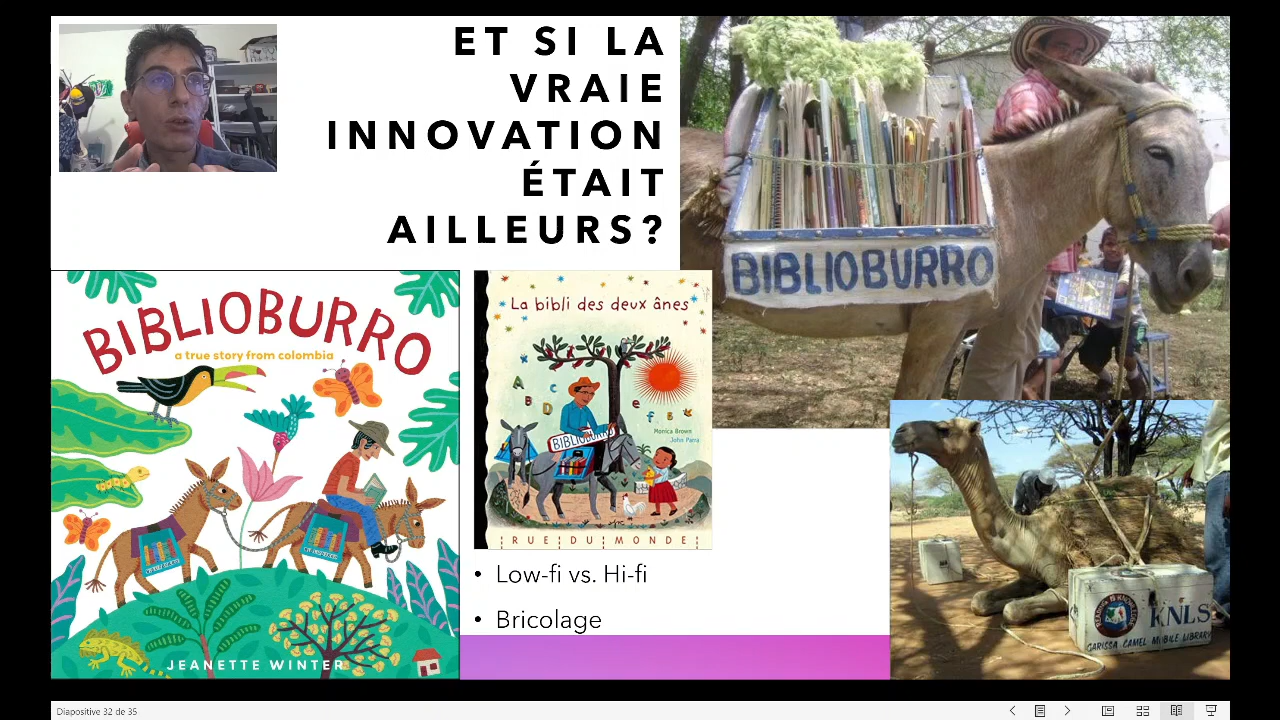 ET SI LA
VRAIE
INNOVATION
ÉTAIT
AILLEURS?
BIBLIOBURRO
BIBLIOBURRO
a true story from colombia
JEANETTE WINTER
La bibli des deux ânes
A
B
C
D
e
f
BIBLIOBURRO
Monica Brown
John Parra
RUE DU MONDE
• Low-fi vs. Hi-fi
• Bricolage
KNLS
GARISSA CAMEL MOBILE LIBRARY
Diapositive 32 de 35